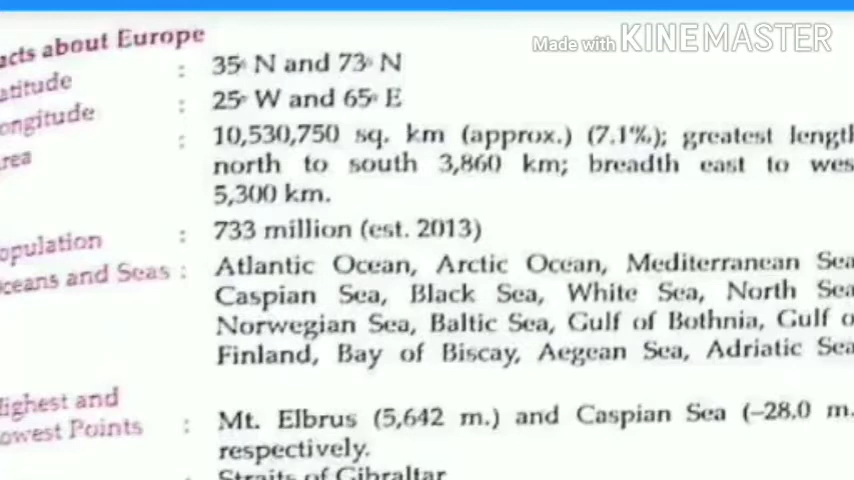 Made with KINEMASTER
acts about Europe
atitude : 35° N and 73° N
ongitude : 25° W and 65° E
rea : 10,530,750 sq. km (approx.) (7.1%); greatest length
north to south 3,860 km; breadth east to wes
5,300 km.
opulation : 733 million (est. 2013)
ceans and Seas : Atlantic Ocean, Arctic Ocean, Mediterranean Sea
Caspian Sea, Black Sea, White Sea, North Sea
Norwegian Sea, Baltic Sea, Gulf of Bothnia, Gulf o
Finland, Bay of Biscay, Aegean Sea, Adriatic Sea
ighest and
owest Points : Mt. Elbrus (5,642 m.) and Caspian Sea (–28.0 m.
respectively.
: Straits of Gibraltar